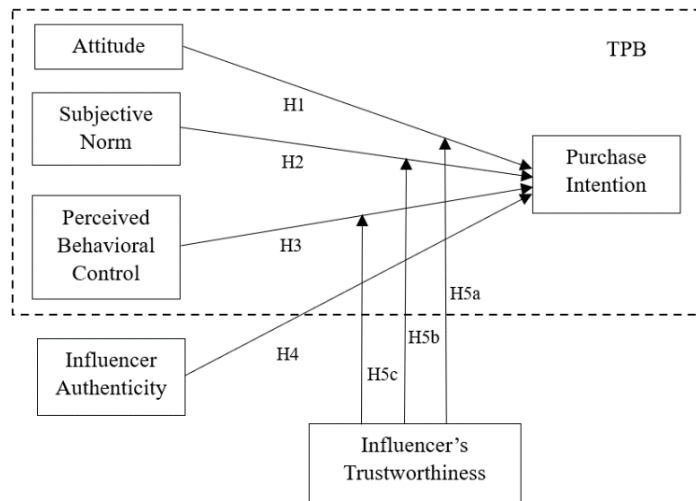 Attitude
TPB
H1
Subjective
Norm
H2
Purchase
Intention
Perceived
Behavioral
Control
H3
H5a
H5b
H5c
H4
Influencer
Authenticity
Influencer's
Trustworthiness